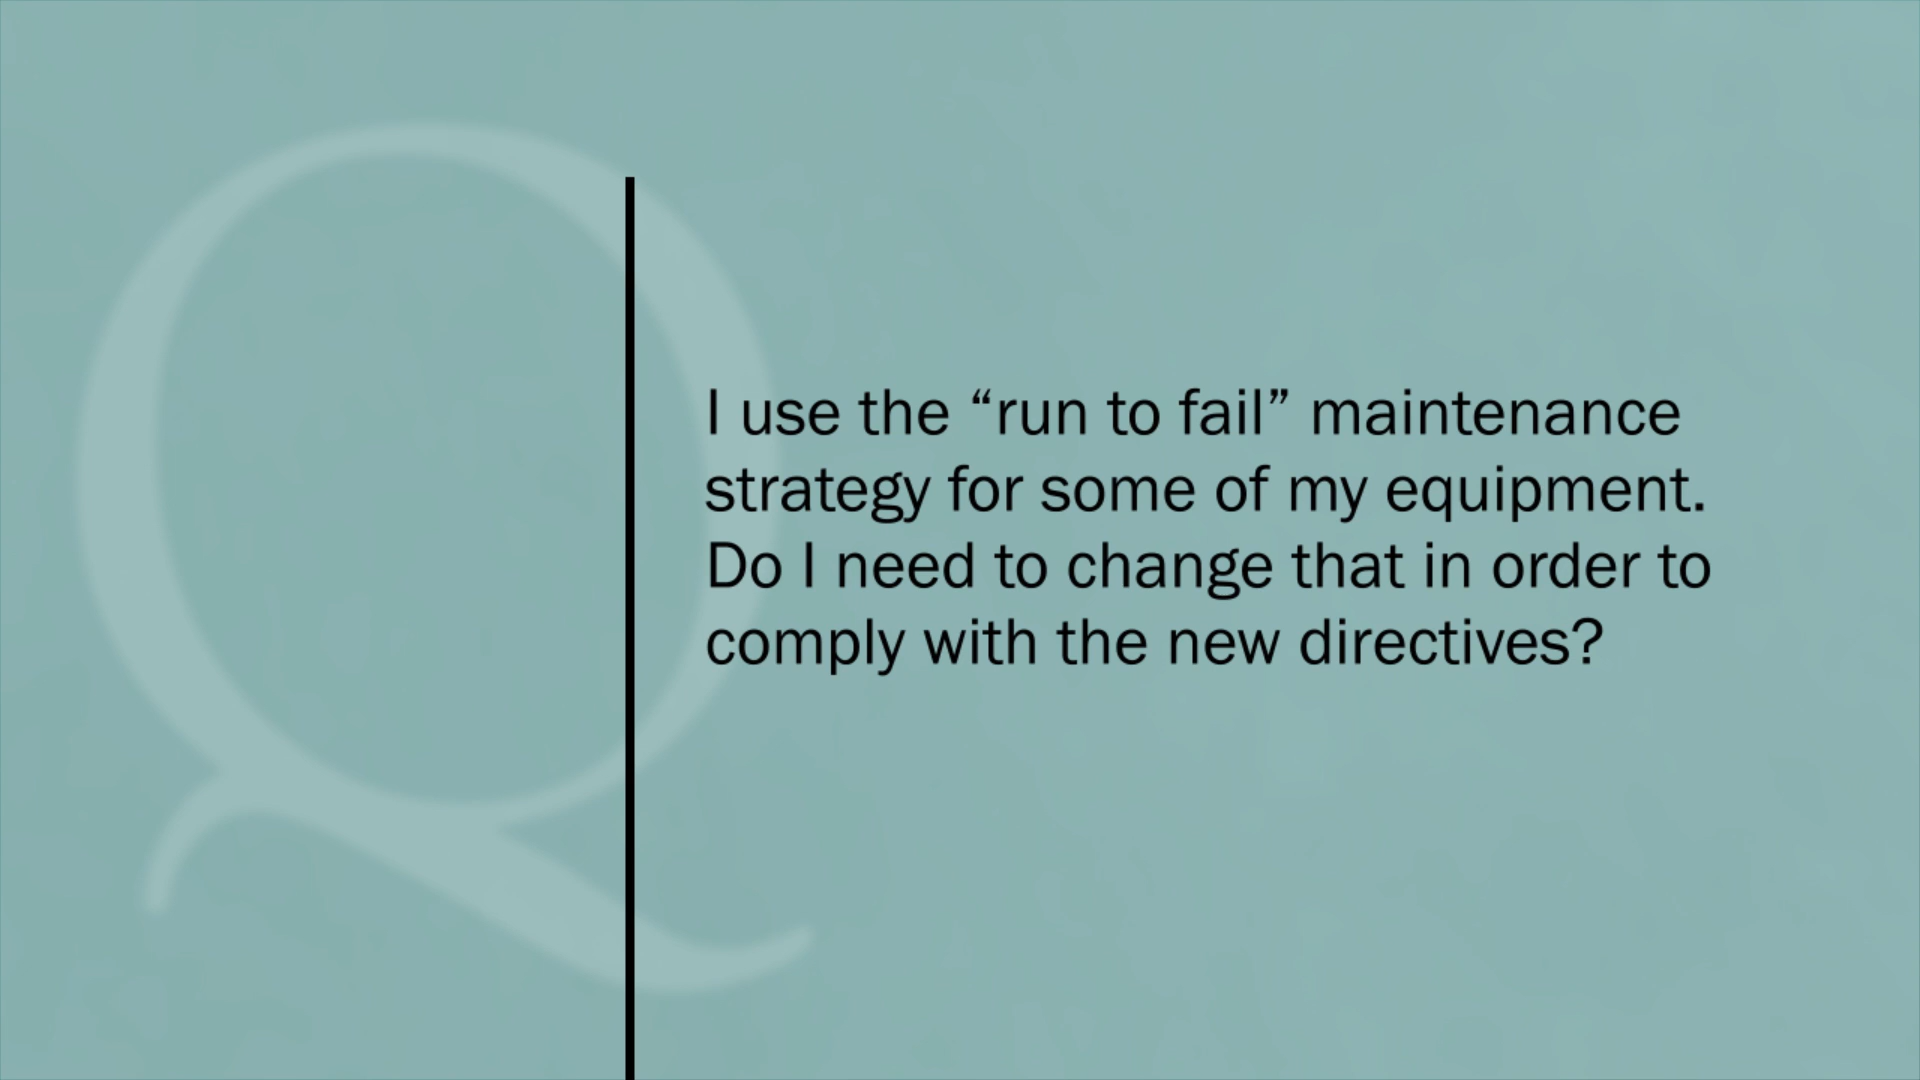 Q
I use the “run to fail” maintenance
strategy for some of my equipment.
Do I need to change that in order to
comply with the new directives?